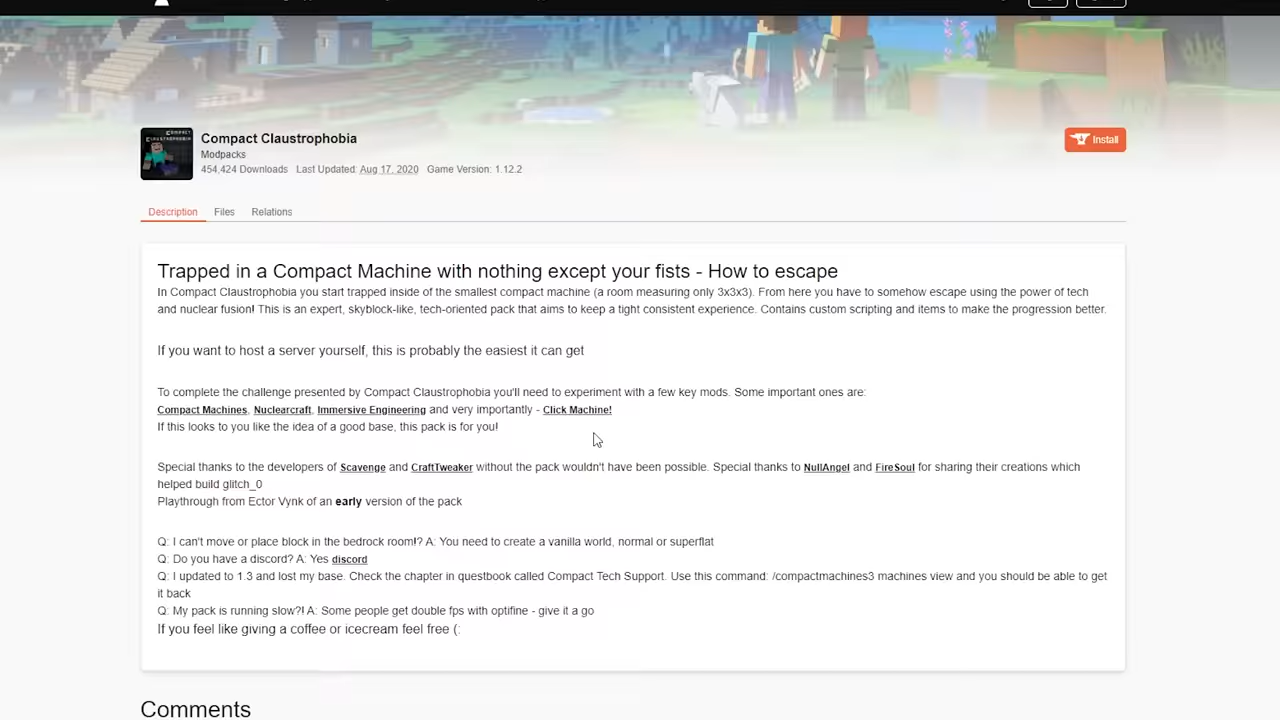 COMPACT
CLAUSTROPHOBIA
Compact Claustrophobia
Modpacks
454,424 Downloads Last Updated: Aug 17, 2020 Game Version: 1.12.2
Install
Description Files Relations
Trapped in a Compact Machine with nothing except your fists - How to escape
In Compact Claustrophobia you start trapped inside of the smallest compact machine (a room measuring only 3x3x3). From here you have to somehow escape using the power of tech
and nuclear fusion! This is an expert, skyblock-like, tech-oriented pack that aims to keep a tight consistent experience. Contains custom scripting and items to make the progression better.
If you want to host a server yourself, this is probably the easiest it can get
To complete the challenge presented by Compact Claustrophobia you'll need to experiment with a few key mods. Some important ones are:
Compact Machines, Nuclearcraft, Immersive Engineering and very importantly - Click Machine!
If this looks to you like the idea of a good base, this pack is for you!
Special thanks to the developers of Scavenge and CraftTweaker without the pack wouldn't have been possible. Special thanks to NullAngel and FireSoul for sharing their creations which
helped build glitch_0
Playthrough from Ector Vynk of an early version of the pack
Q: I can't move or place block in the bedrock room!? A: You need to create a vanilla world, normal or superflat
Q: Do you have a discord? A: Yes discord
Q: I updated to 1.3 and lost my base. Check the chapter in questbook called Compact Tech Support. Use this command: /compactmachines3 machines view and you should be able to get
it back
Q: My pack is running slow?! A: Some people get double fps with optifine - give it a go
If you feel like giving a coffee or icecream feel free (:
Comments